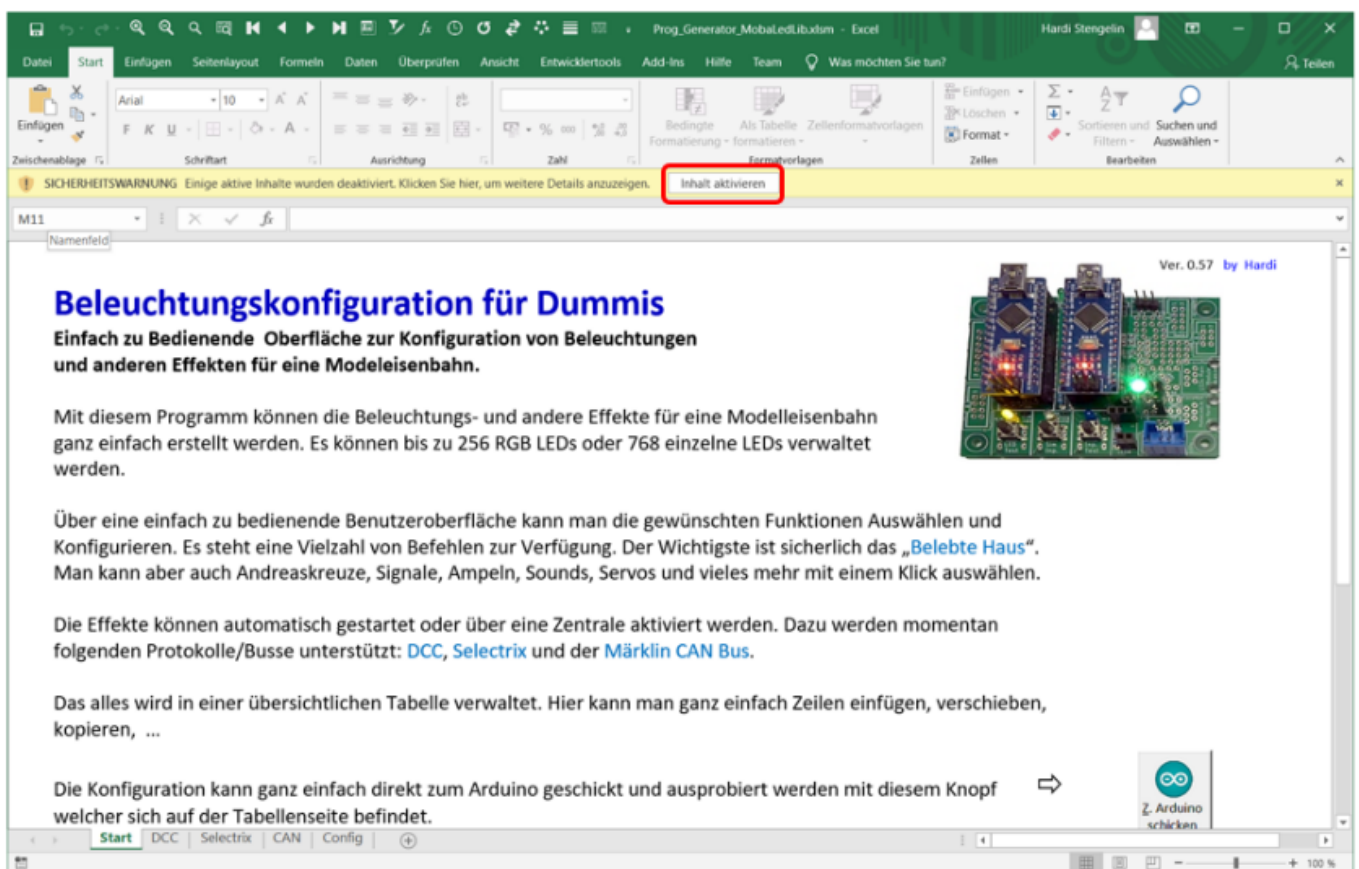 Prog_Generator_MobaLedLib.xlsm - Excel
Hardi Stengelin
Datei Start Einfügen Seitenlayout Formeln Daten Überprüfen Ansicht Entwicklertools Add-Ins Hilfe Team Was möchten Sie tun? Teilen
Einfügen
Arial 10
F K U
Bedingte Formatierung
Als Tabelle formatieren
Zellenformatvorlagen
Einfügen
Löschen
Format
Sortieren und Filtern
Suchen und Auswählen
Zwischenablage Schriftart Ausrichtung Zahl Formatvorlagen Zellen Bearbeiten
SICHERHEITSWARNUNG Einige aktive Inhalte wurden deaktiviert. Klicken Sie hier, um weitere Details anzuzeigen. Inhalt aktivieren
M11 fx
Namenfeld
Ver. 0.57 by Hardi
Beleuchtungskonfiguration für Dummis
Einfach zu Bedienende Oberfläche zur Konfiguration von Beleuchtungen
und anderen Effekten für eine Modeleisenbahn.
Mit diesem Programm können die Beleuchtungs- und andere Effekte für eine Modelleisenbahn
ganz einfach erstellt werden. Es können bis zu 256 RGB LEDs oder 768 einzelne LEDs verwaltet
werden.
Über eine einfach zu bedienende Benutzeroberfläche kann man die gewünschten Funktionen Auswählen und
Konfigurieren. Es steht eine Vielzahl von Befehlen zur Verfügung. Der Wichtigste ist sicherlich das „Belebte Haus“.
Man kann aber auch Andreaskreuze, Signale, Ampeln, Sounds, Servos und vieles mehr mit einem Klick auswählen.
Die Effekte können automatisch gestartet oder über eine Zentrale aktiviert werden. Dazu werden momentan
folgenden Protokolle/Busse unterstützt: DCC, Selectrix und der Märklin CAN Bus.
Das alles wird in einer übersichtlichen Tabelle verwaltet. Hier kann man ganz einfach Zeilen einfügen, verschieben,
kopieren, ...
Die Konfiguration kann ganz einfach direkt zum Arduino geschickt und ausprobiert werden mit diesem Knopf
welcher sich auf der Tabellenseite befindet.
Z. Arduino
schicken
Start DCC Selectrix CAN Config
100 %